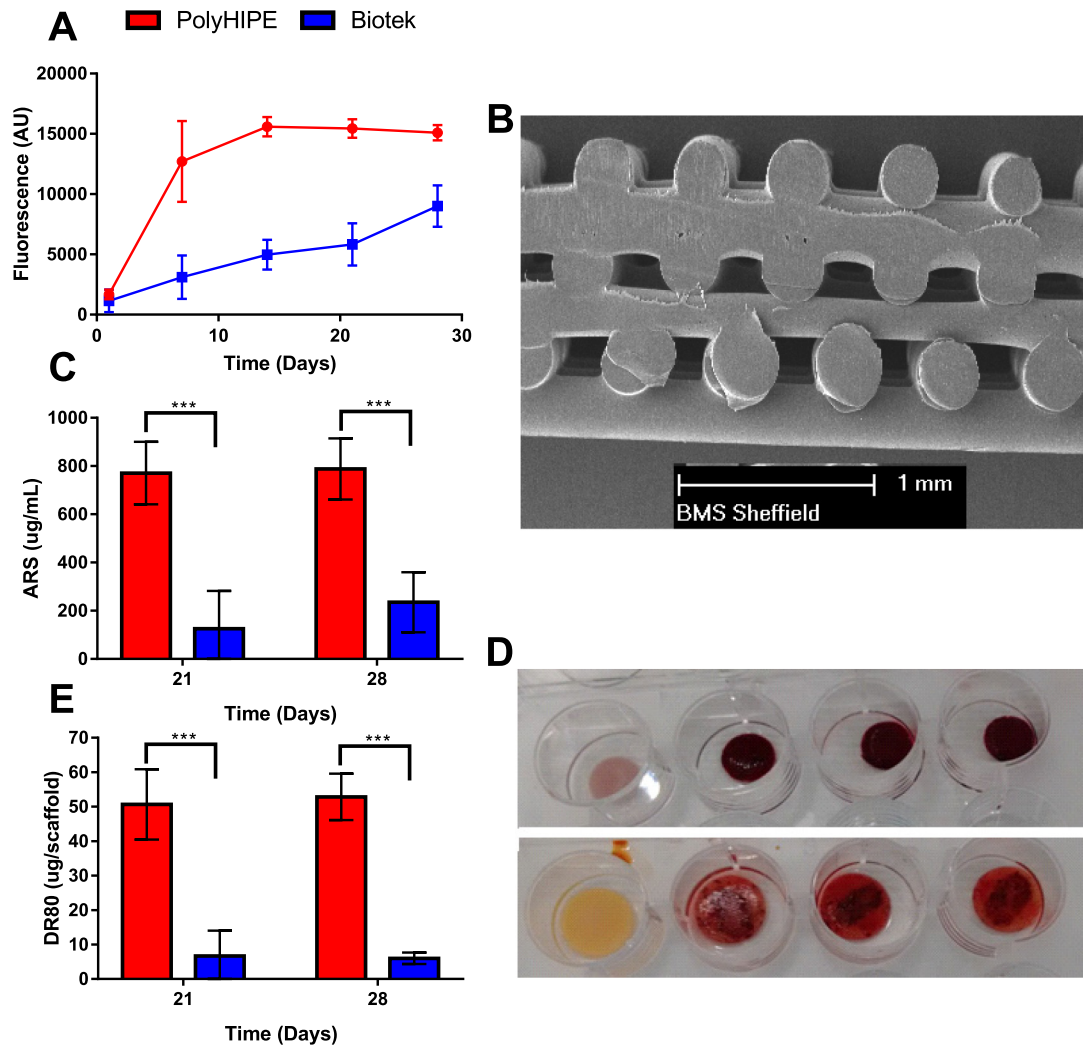 A
PolyHIPE
Biotek
20000
15000
10000
5000
0
Fluorescence (AU)
0
10
20
30
Time (Days)
B
1 mm
BMS Sheffield
C
***
***
1000
800
600
400
200
0
ARS (ug/mL)
21
28
Time (Days)
D
E
***
***
70
60
50
40
30
20
10
0
DR80 (ug/scaffold)
21
28
Time (Days)